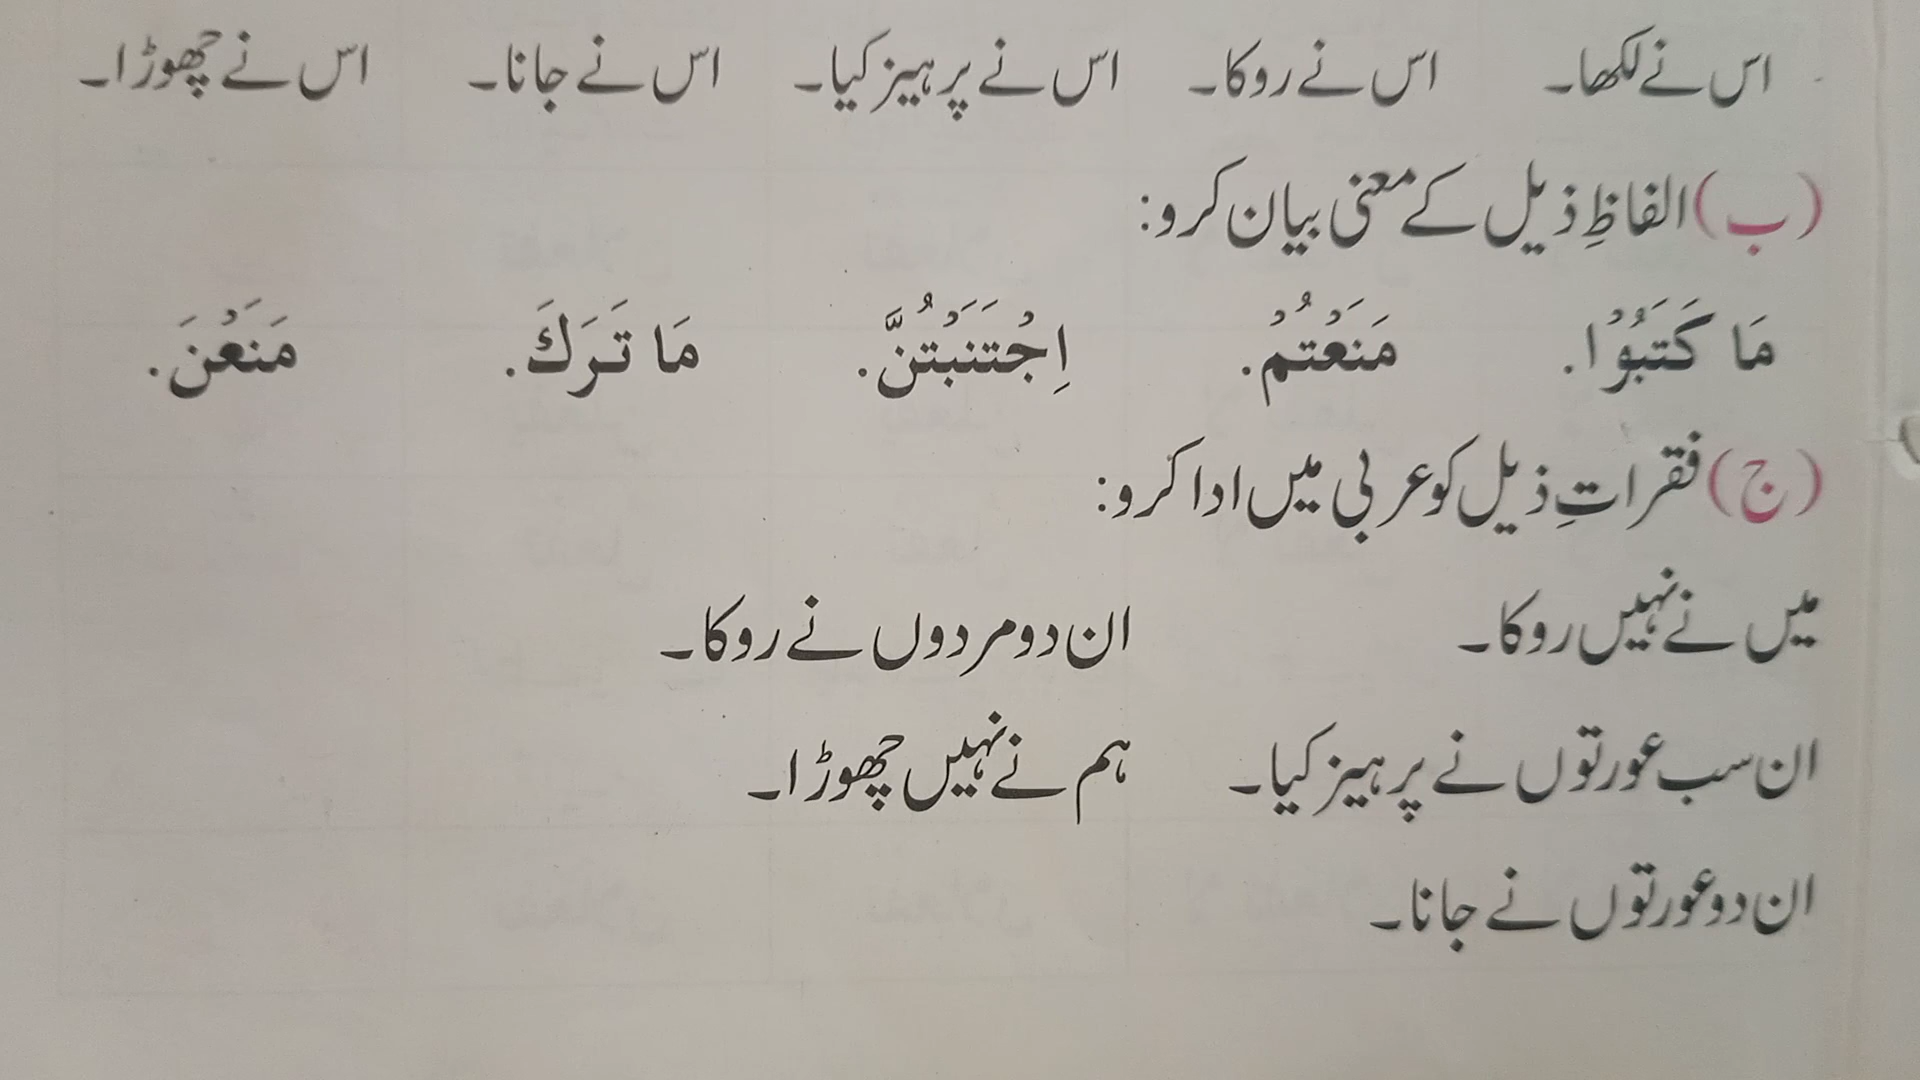 اس نے لکھا۔ اس نے روکا۔ اس نے پرہیز کیا۔ اس نے جانا۔ اس نے چھوڑا۔
(ب) الفاظِ ذیل کے معنی بیان کرو:
مَا كَتَبُوْا. مَنَعْتُمْ. اِجْتَنَبْتُنَّ. مَا تَرَكَ. مَنَعْنَ.
(ج) فقراتِ ذیل کو عربی میں ادا کرو:
میں نے نہیں روکا۔ ان دو مردوں نے روکا۔
ان سب عورتوں نے پرہیز کیا۔ ہم نے نہیں چھوڑا۔
ان دو عورتوں نے جانا۔